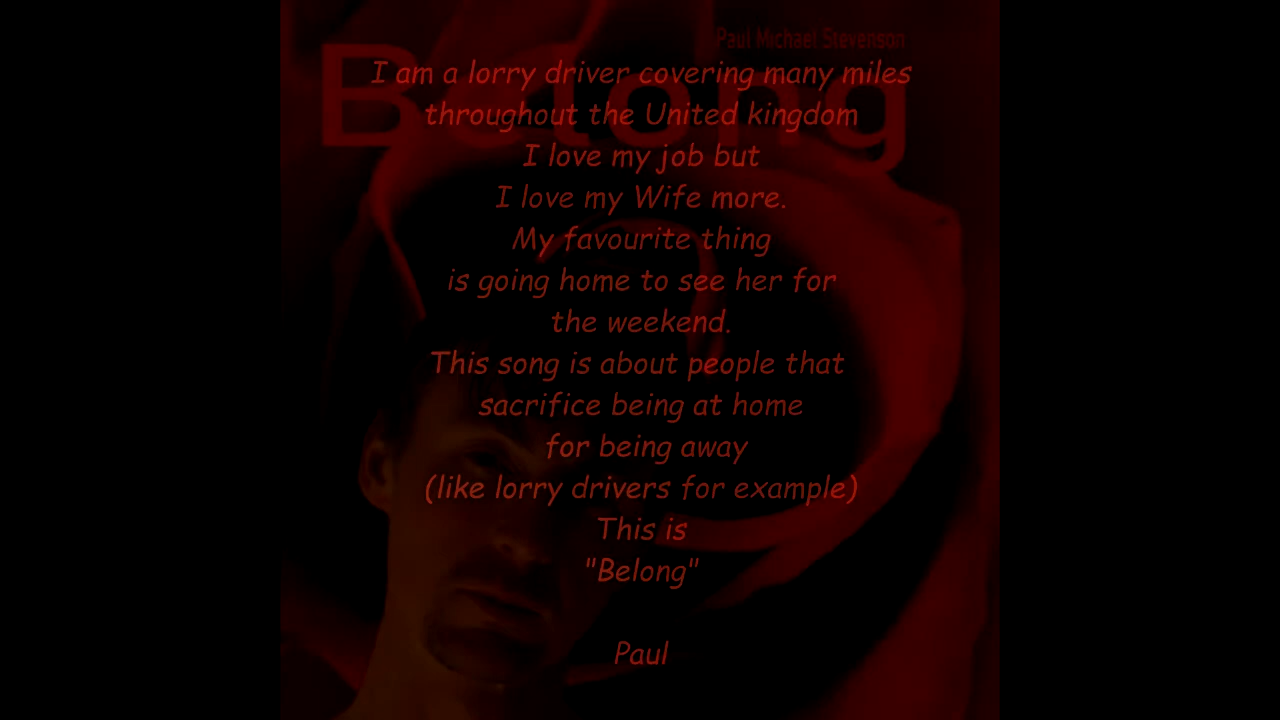 Paul Michael Stevenson
Belong
I am a lorry driver covering many miles
throughout the United kingdom
I love my job but
I love my Wife more.
My favourite thing
is going home to see her for
the weekend.
This song is about people that
sacrifice being at home
for being away
(like lorry drivers for example)
This is
"Belong"
Paul